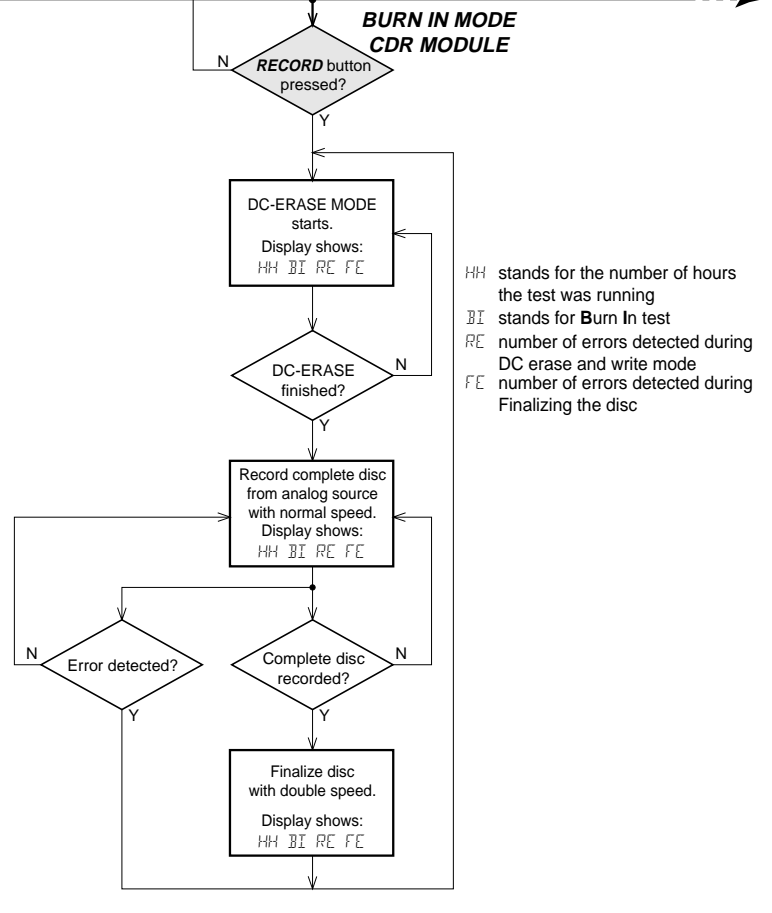 BURN IN MODE
CDR MODULE
N
RECORD button
pressed?
Y
DC-ERASE MODE
starts.
Display shows:
HH BI RE FE
HH stands for the number of hours
the test was running
BI stands for Burn In test
RE number of errors detected during
DC erase and write mode
FE number of errors detected during
Finalizing the disc
DC-ERASE
finished?
N
Y
Record complete disc
from analog source
with normal speed.
Display shows:
HH BI RE FE
N
Error detected?
Y
Complete disc
recorded?
N
Y
Finalize disc
with double speed.
Display shows:
HH BI RE FE